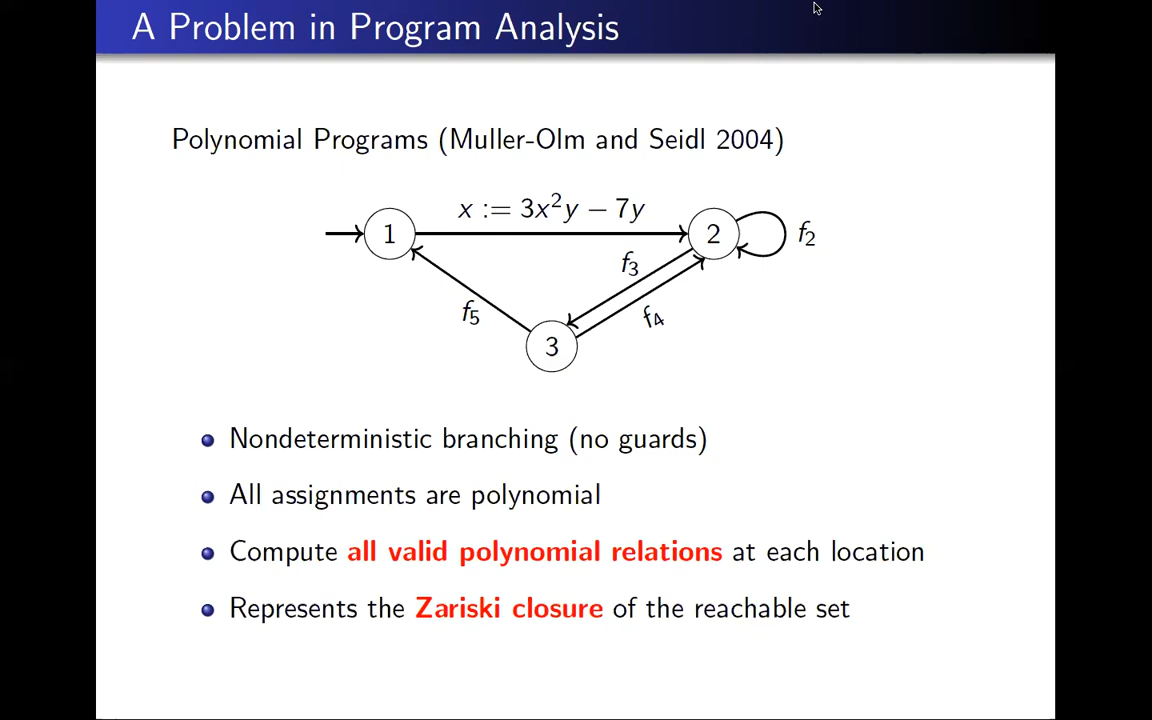 A Problem in Program Analysis
Polynomial Programs (Muller-Olm and Seidl 2004)
x := 3x²y − 7y
1
2
f₂
f₃
f₅
f₄
3
Nondeterministic branching (no guards)
All assignments are polynomial
Compute all valid polynomial relations at each location
Represents the Zariski closure of the reachable set